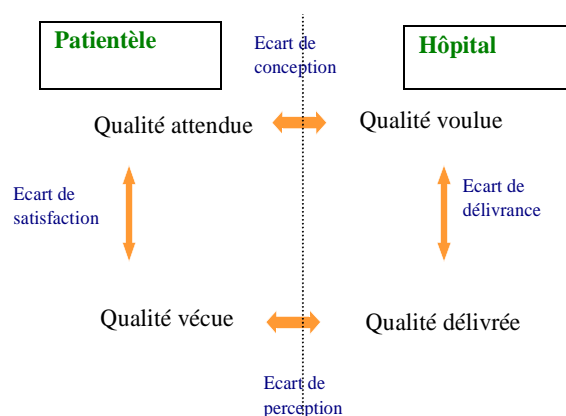 Patientèle
Ecart de
conception
Hôpital
Qualité attendue
Qualité voulue
Ecart de
satisfaction
Ecart de
délivrance
Qualité vécue
Qualité délivrée
Ecart de
perception